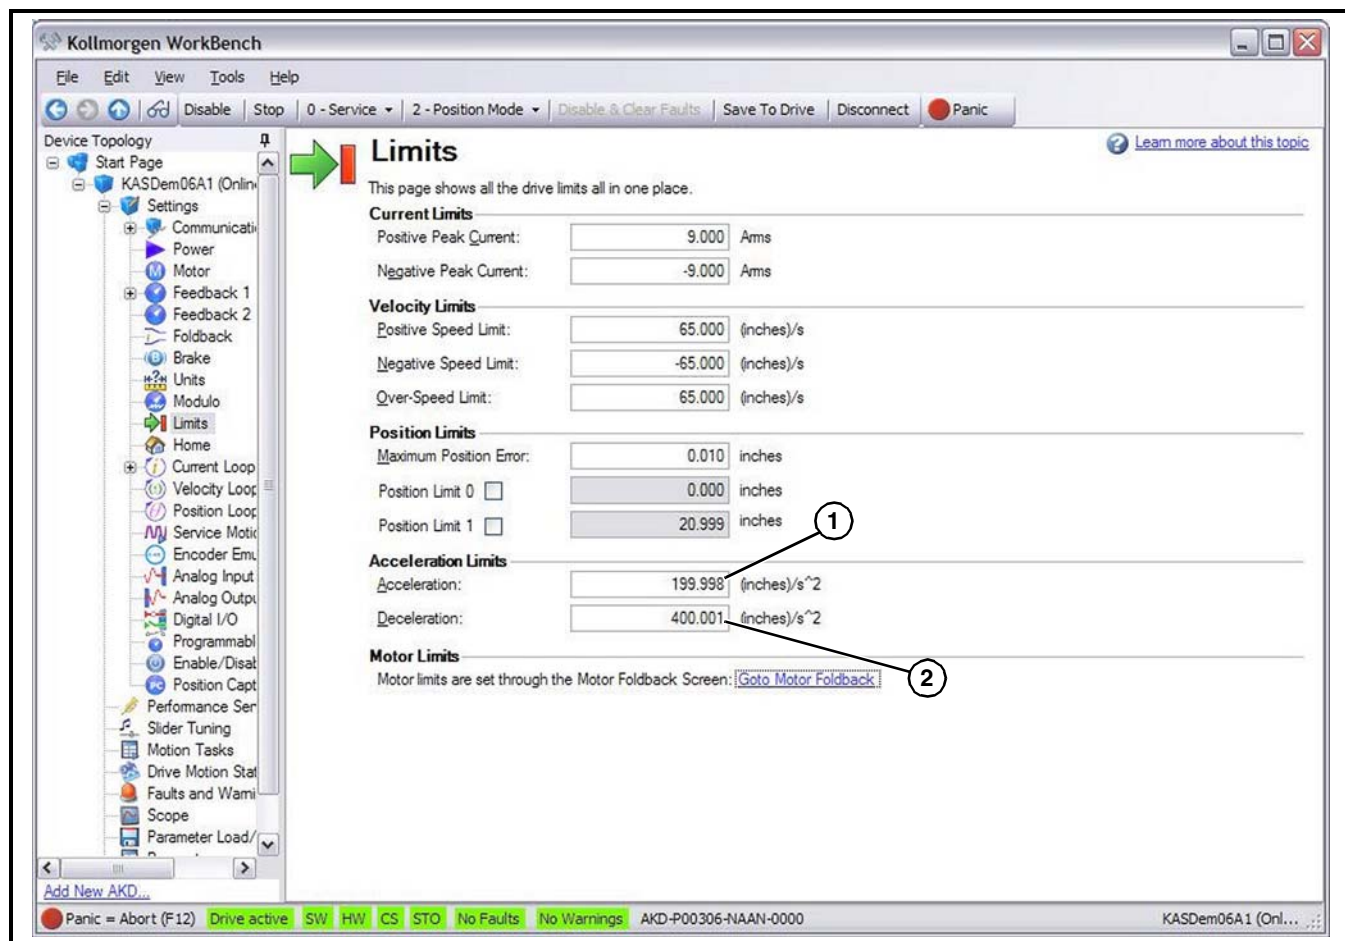 Kollmorgen WorkBench
File Edit View Tools Help
Disable Stop 0 - Service 2 - Position Mode Disable & Clear Faults Save To Drive Disconnect Panic
Device Topology
Start Page
KASDem06A1 (Onlin
Settings
Communicati
Power
Motor
Feedback 1
Feedback 2
Foldback
Brake
Units
Modulo
Limits
Home
Current Loop
Velocity Loop
Position Loop
Service Motic
Encoder Emu
Analog Input
Analog Outpu
Digital I/O
Programmabl
Enable/Disat
Position Capt
Performance Ser
Slider Tuning
Motion Tasks
Drive Motion Stat
Faults and Warni
Scope
Parameter Load/
Add New AKD...
Limits
Learn more about this topic
This page shows all the drive limits all in one place.
Current Limits
Positive Peak Current: 9.000 Arms
Negative Peak Current: -9.000 Arms
Velocity Limits
Positive Speed Limit: 65.000 (inches)/s
Negative Speed Limit: -65.000 (inches)/s
Over-Speed Limit: 65.000 (inches)/s
Position Limits
Maximum Position Error: 0.010 inches
Position Limit 0 0.000 inches
Position Limit 1 20.999 inches
1
Acceleration Limits
Acceleration: 199.998 (inches)/s^2
Deceleration: 400.001 (inches)/s^2
Motor Limits
Motor limits are set through the Motor Foldback Screen: Goto Motor Foldback
2
Panic = Abort (F12) Drive active SW HW CS STO No Faults No Warnings AKD-P00306-NAAN-0000 KASDem06A1 (Onl...